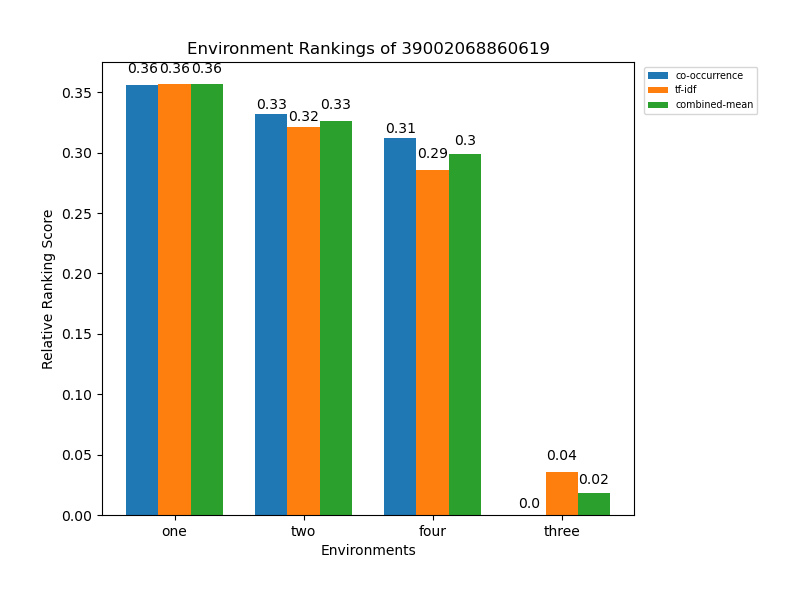 Environment Rankings of 39002068860619
co-occurrence
tf-idf
combined-mean
0.36 0.36 0.36
0.33 0.32 0.33
0.31 0.29 0.3
0.0 0.04 0.02
0.35
0.30
0.25
0.20
0.15
0.10
0.05
0.00
Relative Ranking Score
one two four three
Environments